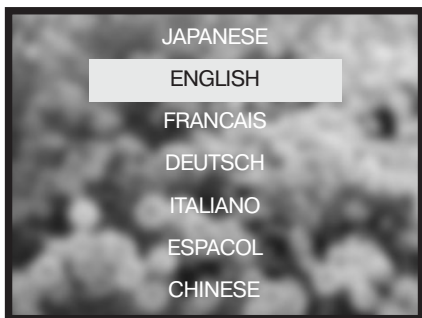 JAPANESE
ENGLISH
FRANCAIS
DEUTSCH
ITALIANO
ESPACOL
CHINESE